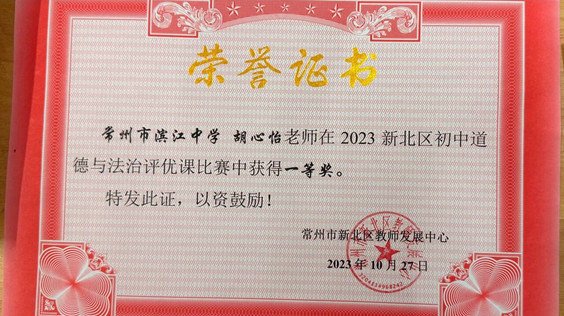 荣誉证书
常州市滨江中学 胡心怡老师在 2023 新北区初中道
德与法治评优课比赛中获得一等奖。
特发此证，以资鼓励！
常州市新北区教师发展中心
2023 年 10 月 27 日